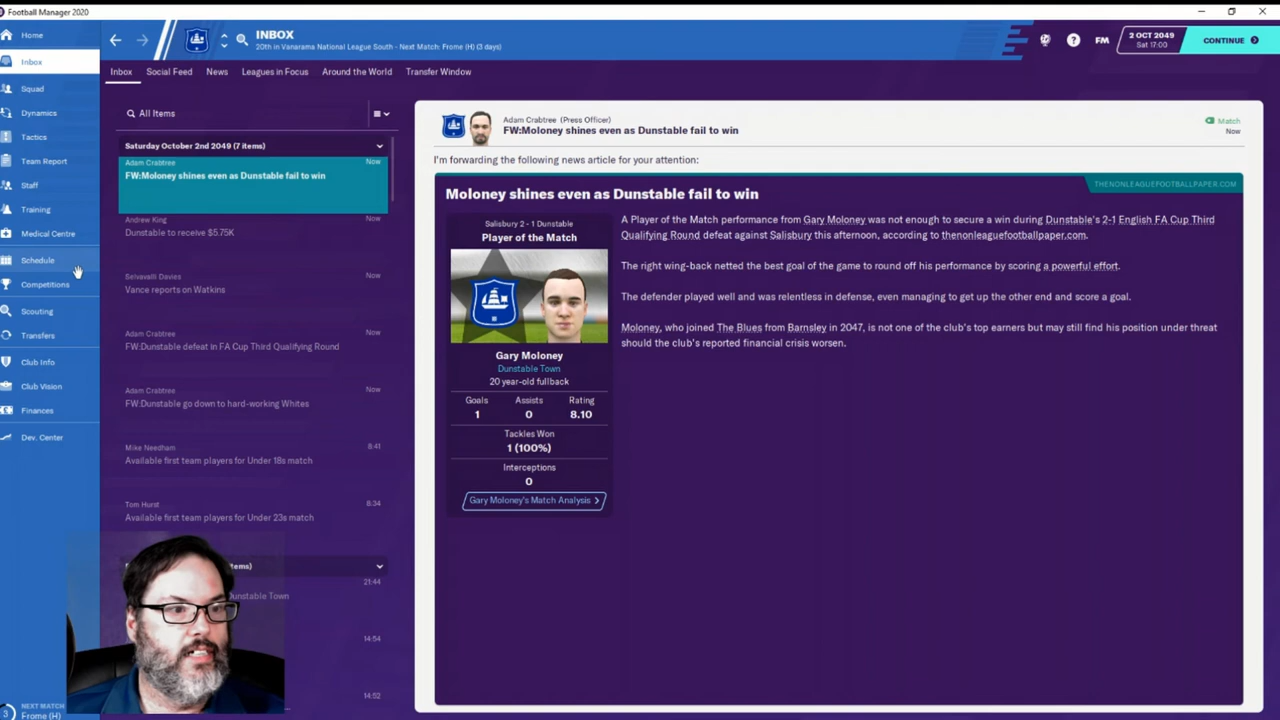 Football Manager 2020
Home
Inbox
Squad
Dynamics
Tactics
Team Report
Staff
Training
Medical Centre
Schedule
Competitions
Scouting
Transfers
Club Info
Club Vision
Finances
Dev. Center
3
NEXT MATCH
Frome (H)
INBOX
20th in Vanarama National League South - Next Match: Frome (H) (3 days)
FM
2 OCT 2049
Sat 17:00
CONTINUE
Inbox Social Feed News Leagues in Focus Around the World Transfer Window
All Items
Saturday October 2nd 2049 (7 items)
Adam Crabtree Now
FW:Moloney shines even as Dunstable fail to win
Andrew King Now
Dunstable to receive $5.75K
Selvavalli Davies Now
Vance reports on Watkins
Adam Crabtree Now
FW:Dunstable defeat in FA Cup Third Qualifying Round
Adam Crabtree Now
FW:Dunstable go down to hard-working Whites
Mike Needham 8:41
Available first team players for Under 18s match
Tom Hurst 8:34
Available first team players for Under 23s match
21:44
Dunstable Town
14:54
14:52
Adam Crabtree (Press Officer)
FW:Moloney shines even as Dunstable fail to win
Match
Now
I'm forwarding the following news article for your attention:
THENONLEAGUEFOOTBALLPAPER.COM
Moloney shines even as Dunstable fail to win
Salisbury 2 - 1 Dunstable
Player of the Match
Gary Moloney
Dunstable Town
20 year-old fullback
Goals Assists Rating
1 0 8.10
Tackles Won
1 (100%)
Interceptions
0
Gary Moloney's Match Analysis
A Player of the Match performance from Gary Moloney was not enough to secure a win during Dunstable's 2-1 English FA Cup Third
Qualifying Round defeat against Salisbury this afternoon, according to thenonleaguefootballpaper.com.
The right wing-back netted the best goal of the game to round off his performance by scoring a powerful effort.
The defender played well and was relentless in defense, even managing to get up the other end and score a goal.
Moloney, who joined The Blues from Barnsley in 2047, is not one of the club's top earners but may still find his position under threat
should the club's reported financial crisis worsen.